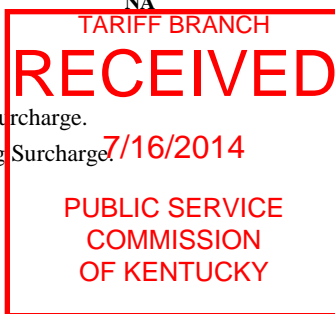 NA
TARIFF BRANCH
RECEIVED
urcharge.
g Surcharge.
7/16/2014
PUBLIC SERVICE
COMMISSION
OF KENTUCKY